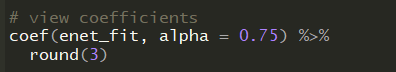 # view coefficients
coef(enet_fit, alpha = 0.75) %>%
  round(3)